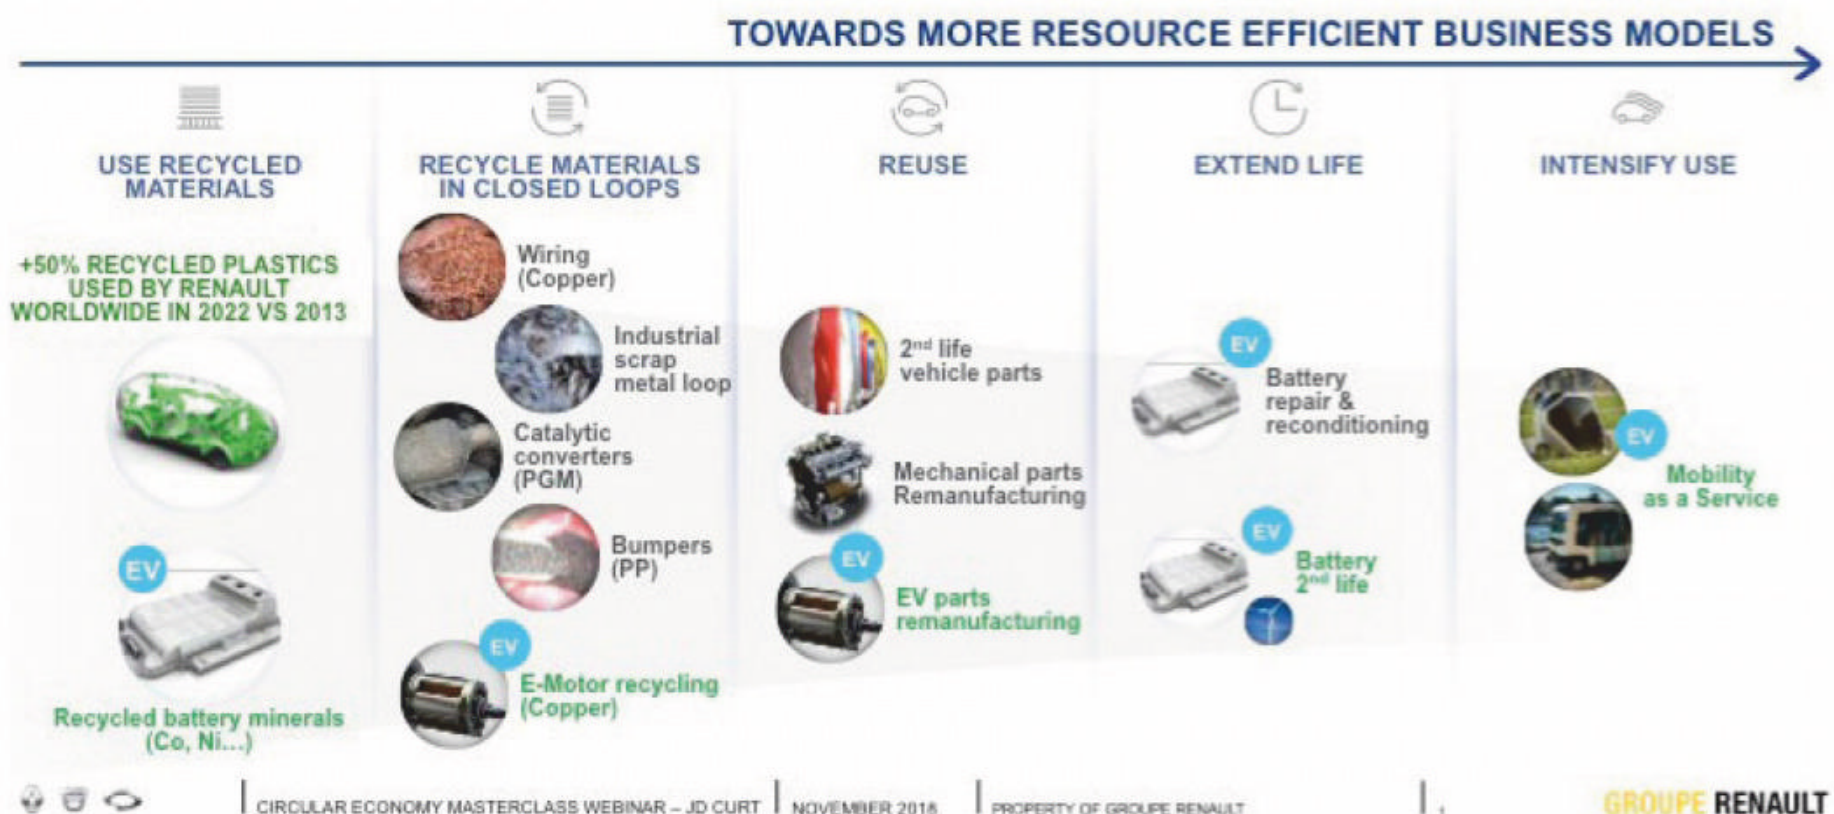 TOWARDS MORE RESOURCE EFFICIENT BUSINESS MODELS
USE RECYCLED
MATERIALS
+50% RECYCLED PLASTICS
USED BY RENAULT
WORLDWIDE IN 2022 VS 2013
EV
Recycled battery minerals
(Co, Ni...)
RECYCLE MATERIALS
IN CLOSED LOOPS
Wiring
(Copper)
Industrial
scrap
metal loop
Catalytic
converters
(PGM)
Bumpers
(PP)
EV
E-Motor recycling
(Copper)
REUSE
2nd life
vehicle parts
Mechanical parts
Remanufacturing
EV
EV parts
remanufacturing
EXTEND LIFE
EV
Battery
repair &
reconditioning
EV
Battery
2nd life
INTENSIFY USE
EV
Mobility
as a Service
CIRCULAR ECONOMY MASTERCLASS WEBINAR – JD CURT
NOVEMBER 2018
PROPERTY OF GROUPE RENAULT
GROUPE RENAULT